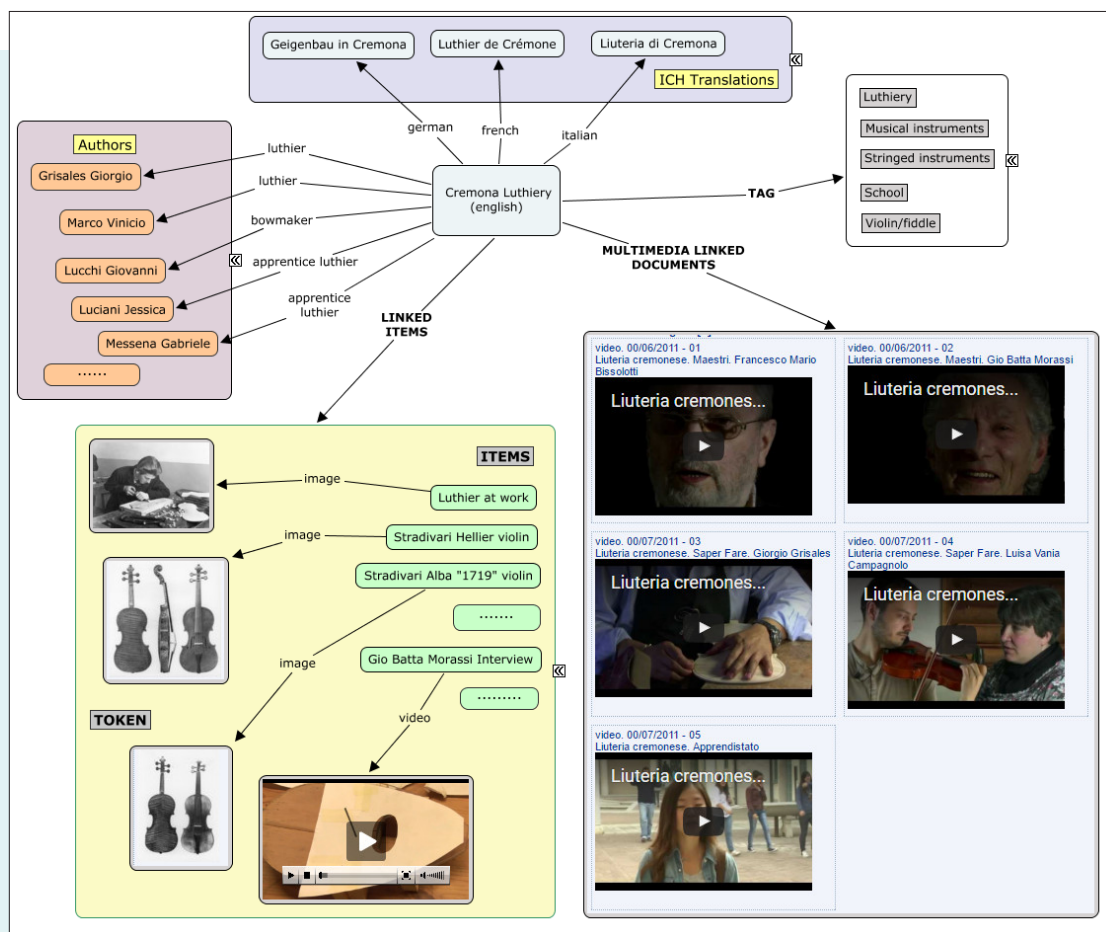 Geigenbau in Cremona
Luthier de Crémone
Liuteria di Cremona
ICH Translations
german
french
italian
Authors
Grisales Giorgio
Marco Vinicio
Lucchi Giovanni
Luciani Jessica
Messena Gabriele
......
luthier
luthier
bowmaker
apprentice luthier
apprentice
luthier
Cremona Luthiery
(english)
TAG
Luthiery
Musical instruments
Stringed instruments
School
Violin/fiddle
LINKED
ITEMS
MULTIMEDIA LINKED
DOCUMENTS
ITEMS
image
Luthier at work
image
Stradivari Hellier violin
Stradivari Alba "1719" violin
.......
image
Gio Batta Morassi Interview
.........
video
TOKEN
video. 00/06/2011 - 01
Liuteria cremonese. Maestri. Francesco Mario
Bissolotti
Liuteria cremones...
video. 00/06/2011 - 02
Liuteria cremonese. Maestri. Gio Batta Morassi
Liuteria cremones...
video. 00/07/2011 - 03
Liuteria cremonese. Saper Fare. Giorgio Grisales
Liuteria cremones...
video. 00/07/2011 - 04
Liuteria cremonese. Saper Fare. Luisa Vania
Campagnolo
Liuteria cremones...
video. 00/07/2011 - 05
Liuteria cremonese. Apprendistato
Liuteria cremones...